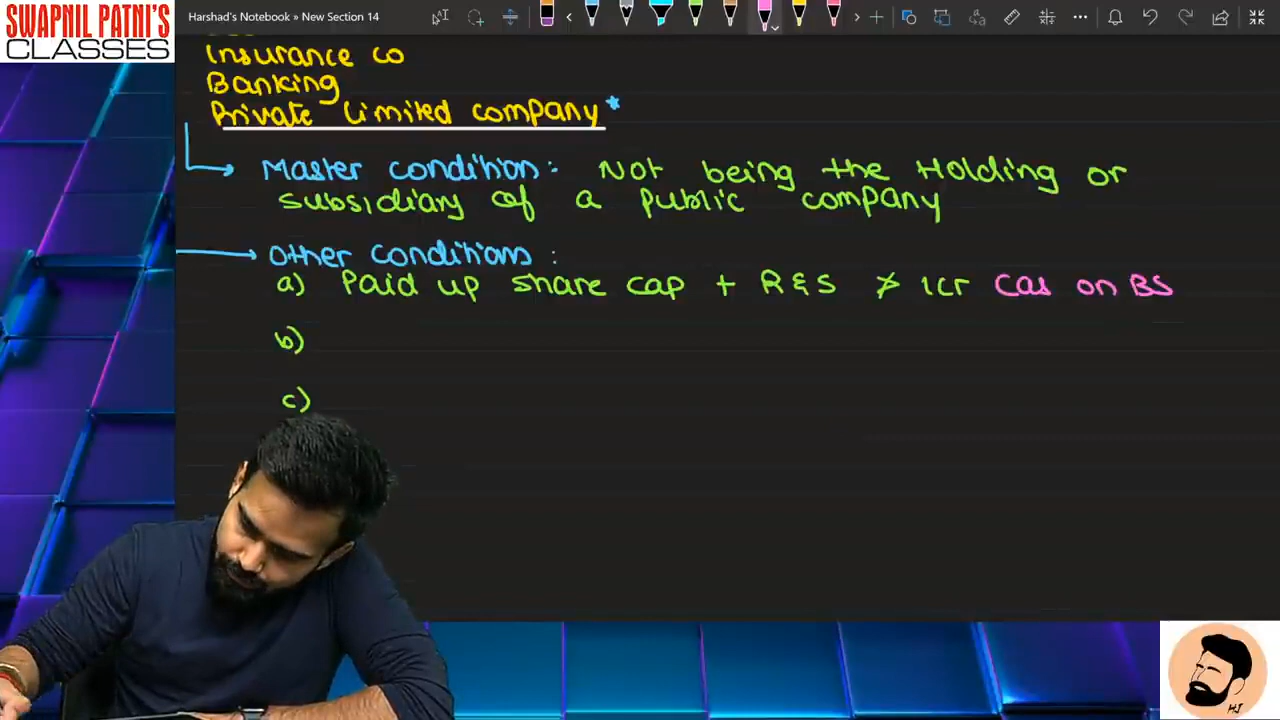 SWAPNIL PATNI'S
CLASSES
Harshad's Notebook » New Section 14
Insurance co
Banking
Private Limited company*
Master condition: Not being the Holding or
subsidiary of a public company
Other conditions:
a) Paid up share cap + R & S ≯ 1cr Cas on BS
b)
c)
HJ